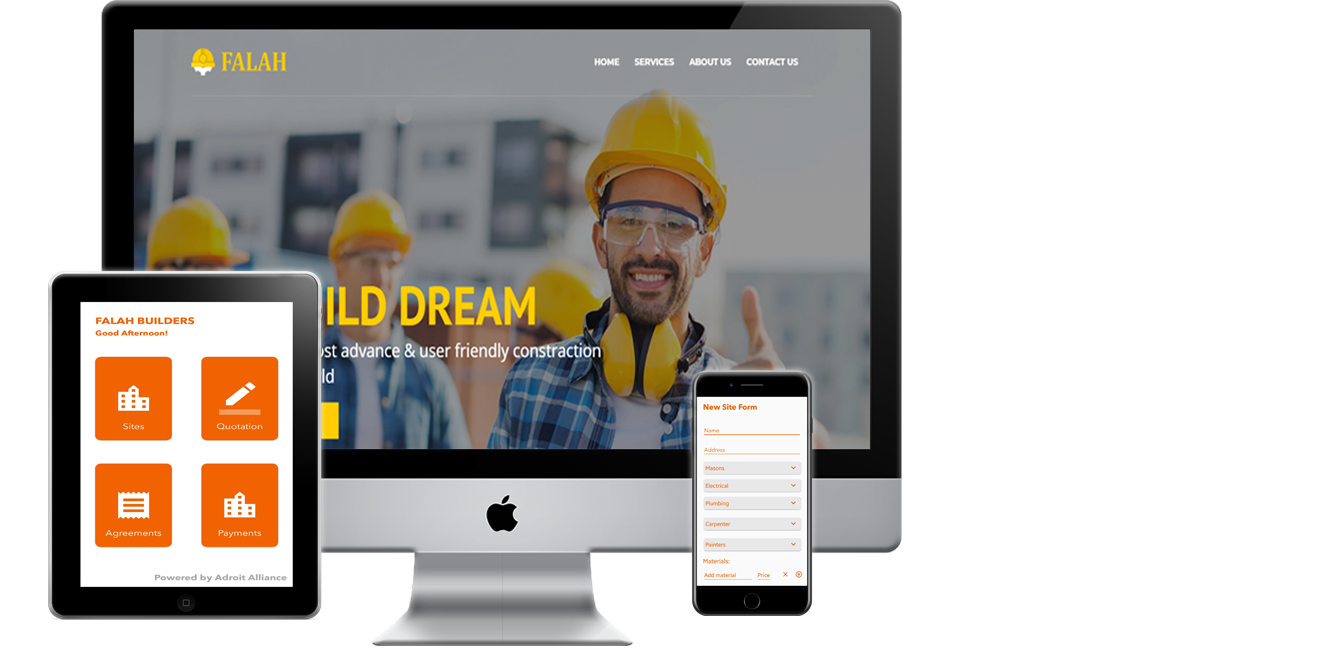 FALAH
HOME SERVICES ABOUT US CONTACT US
ILD DREAM
ost advance & user friendly constraction
ld
FALAH BUILDERS
Good Afternoon!
Sites
Quotation
Agreements
Payments
Powered by Adroit Alliance
New Site Form
Name
Address
Masons
Electrical
Plumbing
Carpenter
Painters
Materials:
Add material Price